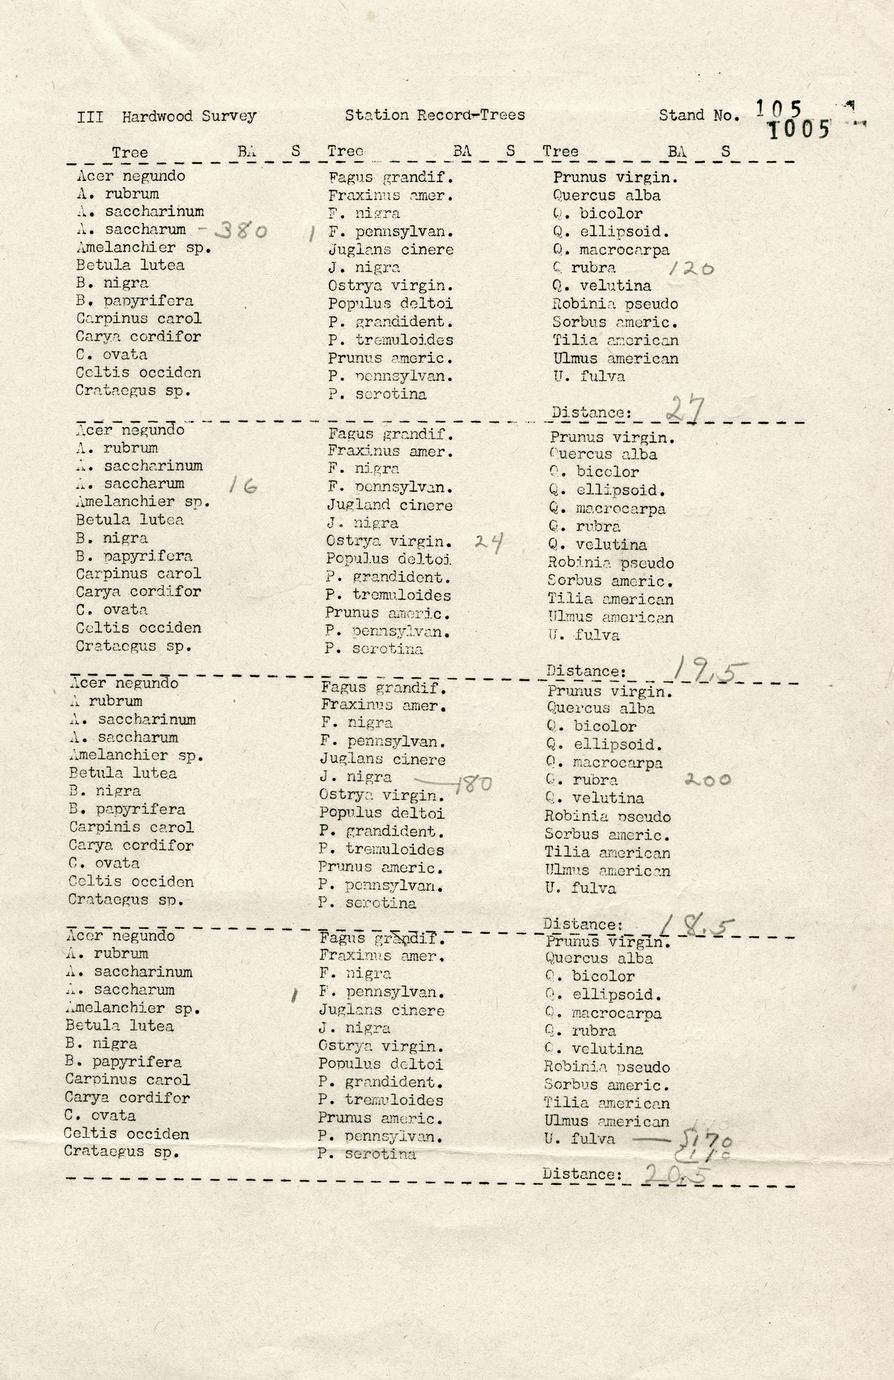 III Hardwood Survey Station Record-Trees Stand No. 105 1
1005
Tree BA S Tree BA S Tree BA S
Acer negundo Fagus grandif. Prunus virgin.
A. rubrum Fraxinus amer. Quercus alba
A. saccharinum F. nigra Q. bicolor
A. saccharum - 380 1 F. pennsylvan. Q. ellipsoid.
Amelanchier sp. Juglans cinere Q. macrocarpa
Betula lutea J. nigra Q rubra 120
B. nigra Ostrya virgin. Q. velutina
B. papyrifera Populus deltoi Robinia pseudo
Carpinus carol P. grandident. Sorbus americ.
Carya cordifor P. tremuloides Tilia american
C. ovata Prunus americ. Ulmus american
Celtis occiden P. pennsylvan. U. fulva
Crataegus sp. P. serotina
Distance: 27
Acer negundo Fagus grandif. Prunus virgin.
A. rubrum Fraxinus amer. Quercus alba
A. saccharinum F. nigra Q. bicolor
A. saccharum 16 F. pennsylvan. Q. ellipsoid.
Amelanchier sp. Jugland cinere Q. macrocarpa
Betula lutea J. nigra Q. rubra
B. nigra Ostrya virgin. 24 Q. velutina
B. papyrifera Populus deltoi Robinia pseudo
Carpinus carol P. grandident. Sorbus americ.
Carya cordifor P. tremuloides Tilia american
C. ovata Prunus americ. Ulmus american
Celtis occiden P. pennsylvan. U. fulva
Crataegus sp. P. serotina
Distance: 19.5
Acer negundo Fagus grandif. Prunus virgin.
A rubrum Fraxinus amer. Quercus alba
A. saccharinum F. nigra Q. bicolor
A. saccharum F. pennsylvan. Q. ellipsoid.
Amelanchier sp. Juglans cinere Q. macrocarpa
Betula lutea J. nigra — 180 Q. rubra 200
B. nigra Ostrya virgin. Q. velutina
B. papyrifera Populus deltoi Robinia pseudo
Carpinis carol P. grandident. Sorbus americ.
Carya cordifor P. tremuloides Tilia american
C. ovata Prunus americ. Ulmus american
Celtis occiden P. pennsylvan. U. fulva
Crataegus sp. P. serotina
Distance: 18.5
Acer negundo Fagus grandif. Prunus virgin.
A. rubrum Fraxinus amer. Quercus alba
A. saccharinum F. nigra Q. bicolor
A. saccharum 1 F. pennsylvan. Q. ellipsoid.
Amelanchier sp. Juglans cinere Q. macrocarpa
Betula lutea J. nigra Q. rubra
B. nigra Ostrya virgin. Q. velutina
B. papyrifera Populus deltoi Robinia pseudo
Carpinus carol P. grandident. Sorbus americ.
Carya cordifor P. tremuloides Tilia american
C. ovata Prunus americ. Ulmus american
Celtis occiden P. pennsylvan. U. fulva — 170
Crataegus sp. P. serotina
Distance: 20.5